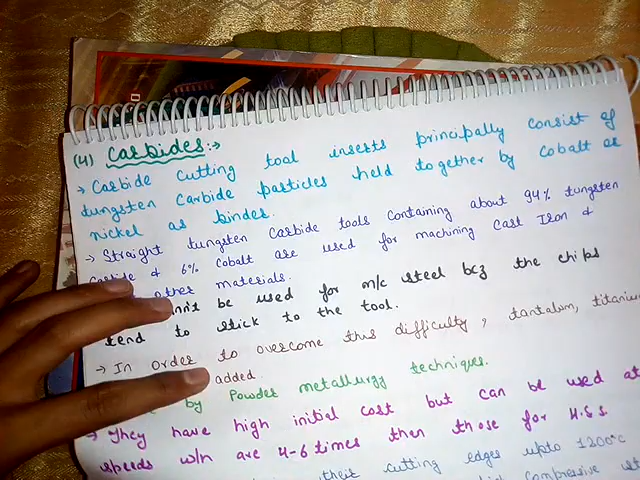 (4) Carbides:→
→ Carbide cutting tool inserts principally consist of
tungsten carbide particles held together by cobalt or
nickel as binder.
→ Straight tungsten carbide tools containing about 94% tungsten
carbide & 6% cobalt are used for machining cast Iron &
other materials.
be used for m/c steel bcz the chips
tend to stick to the tool.
→ In order to overcome this difficulty, tantalum, titanium
added.
by Powder metallurgy techniques.
→ They have high initial cost but can be used at
speeds w/h are 4-6 times then those for H.S.S
their cutting edges upto 1200°C
compressive